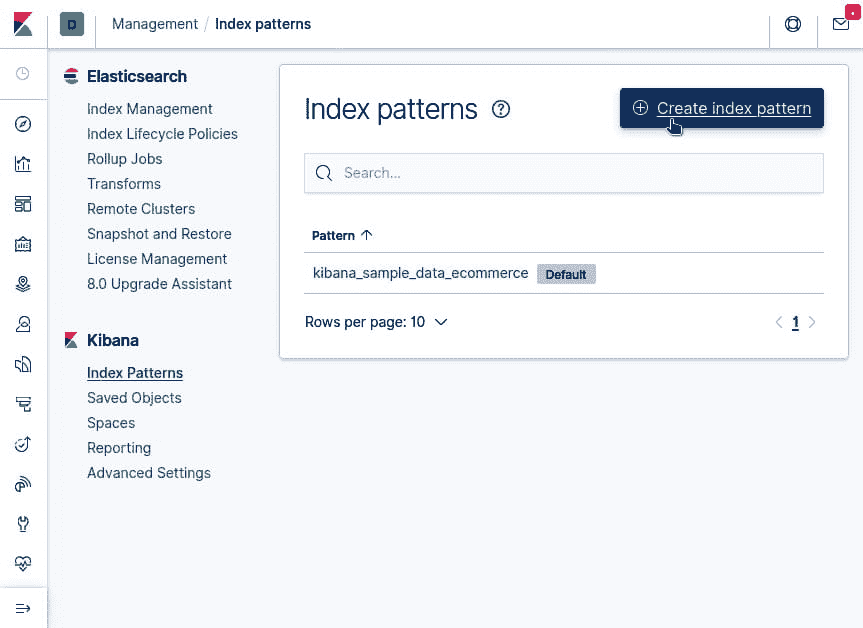 D
Management / Index patterns
Elasticsearch
Index Management
Index Lifecycle Policies
Rollup Jobs
Transforms
Remote Clusters
Snapshot and Restore
License Management
8.0 Upgrade Assistant
Kibana
Index Patterns
Saved Objects
Spaces
Reporting
Advanced Settings
Index patterns
Create index pattern
Search...
Pattern
kibana_sample_data_ecommerce Default
Rows per page: 10
1